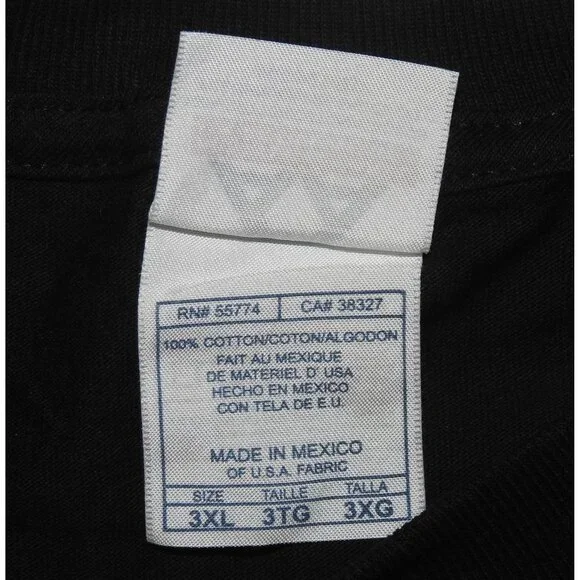 RN# 55774 CA# 38327
100% COTTON/COTON/ALGODON
FAIT AU MEXIQUE
DE MATERIEL D' USA
HECHO EN MEXICO
CON TELA DE E.U.
MADE IN MEXICO
OF U.S.A. FABRIC
SIZE TAILLE TALLA
3XL 3TG 3XG